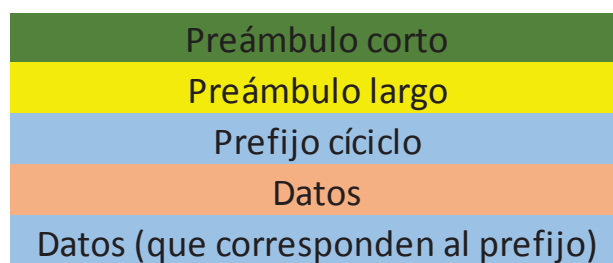 Preámbulo corto
Preámbulo largo
Prefijo cíciclo
Datos
Datos (que corresponden al prefijo)